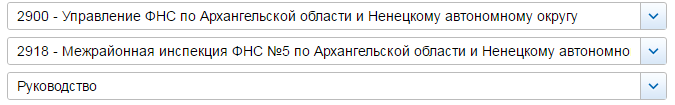 2900 - Управление ФНС по Архангельской области и Ненецкому автономному округу
2918 - Межрайонная инспекция ФНС №5 по Архангельской области и Ненецкому автономно
Руководство